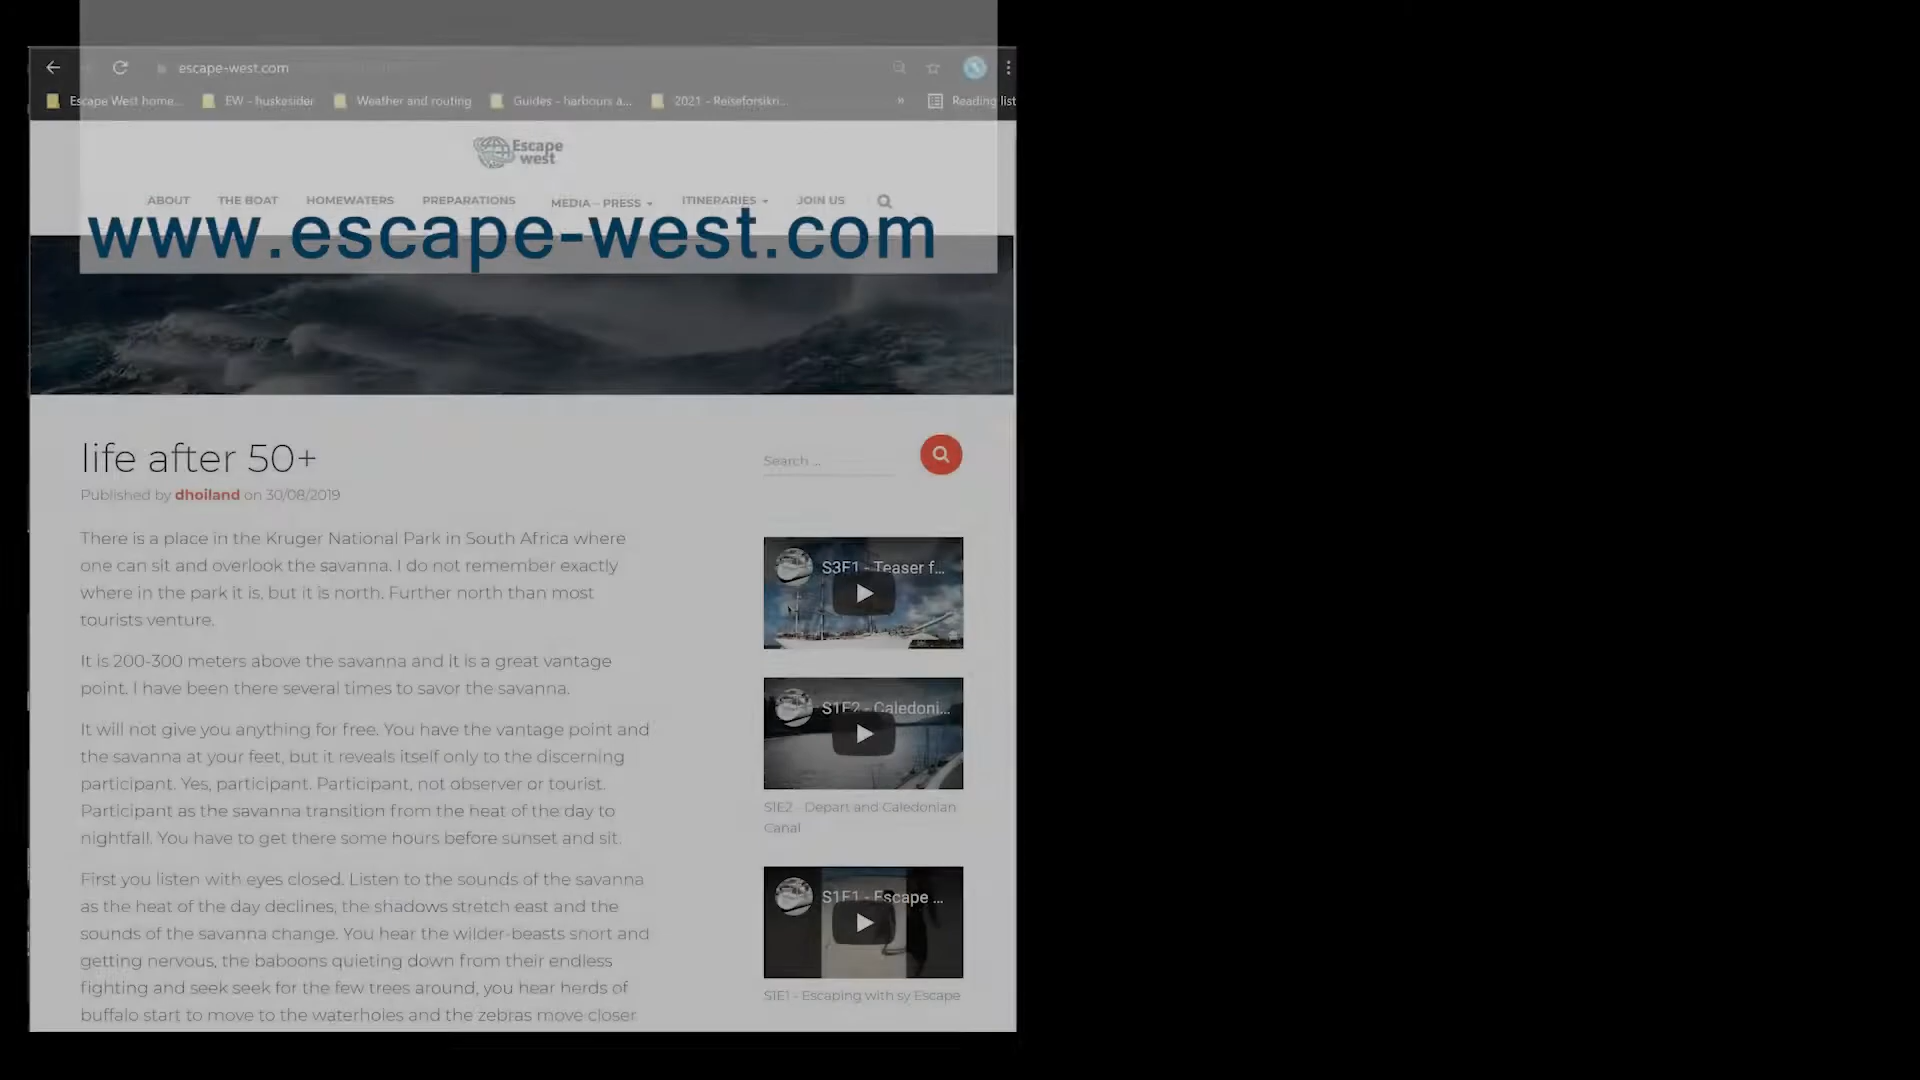 escape-west.com
Escape West home...
EW - huskesider
Weather and routing
Guides - harbours a...
2021 - Reiseforsikri...
»
Reading list
Escape
west
ABOUT
THE BOAT
HOMEWATERS
PREPARATIONS
MEDIA – PRESS
ITINERARIES
JOIN US
www.escape-west.com
life after 50+
Published by dhoiland on 30/08/2019
There is a place in the Kruger National Park in South Africa where
one can sit and overlook the savanna. I do not remember exactly
where in the park it is, but it is north. Further north than most
tourists venture.
It is 200-300 meters above the savanna and it is a great vantage
point. I have been there several times to savor the savanna.
It will not give you anything for free. You have the vantage point and
the savanna at your feet, but it reveals itself only to the discerning
participant. Yes, participant. Participant, not observer or tourist.
Participant as the savanna transition from the heat of the day to
nightfall. You have to get there some hours before sunset and sit.
First you listen with eyes closed. Listen to the sounds of the savanna
as the heat of the day declines, the shadows stretch east and the
sounds of the savanna change. You hear the wilder-beasts snort and
getting nervous, the baboons quieting down from their endless
fighting and seek seek for the few trees around, you hear herds of
buffalo start to move to the waterholes and the zebras move closer
Search ...
S3E1 - Teaser f...
S1E2 - Caledoni...
S1E2 - Depart and Caledonian
Canal
S1E1 - Escape ...
S1E1 - Escaping with sy Escape